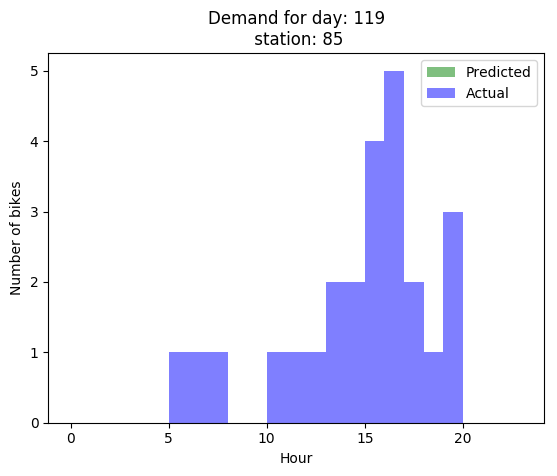 Demand for day: 119
station: 85
Predicted
Actual
Number of bikes
5
4
3
2
1
0
0 5 10 15 20
Hour